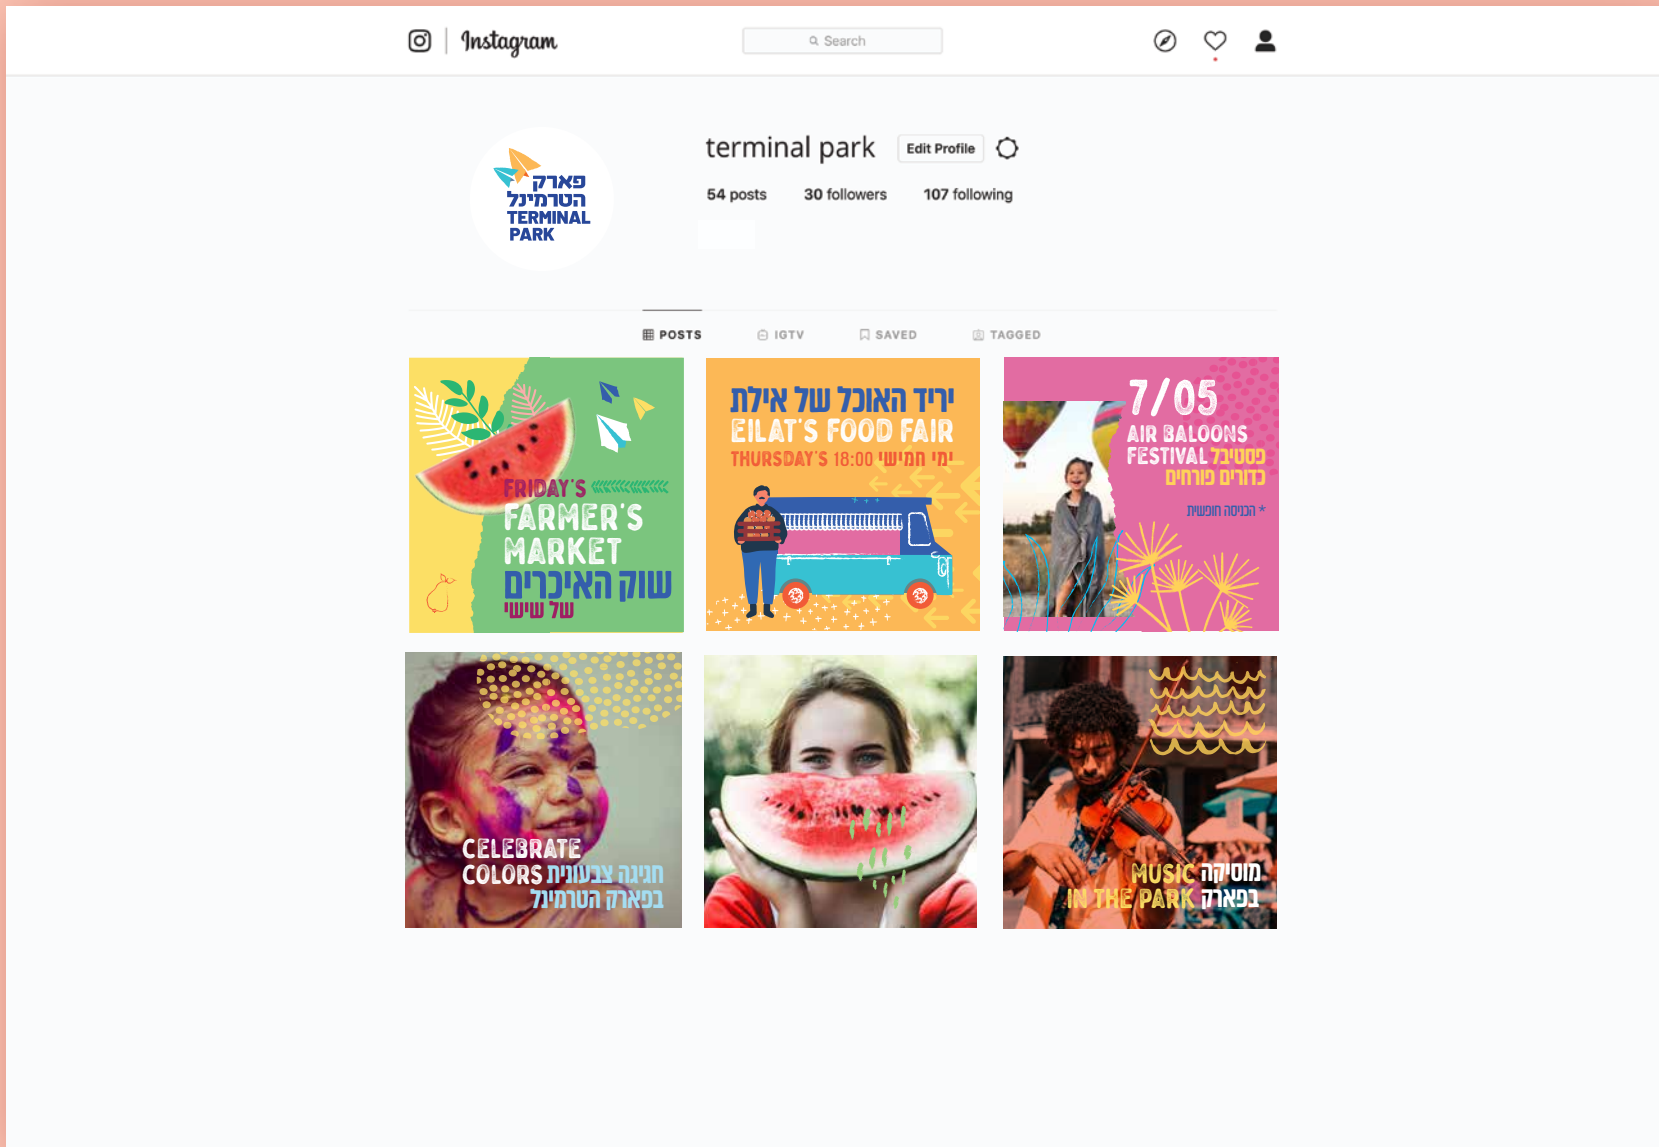 Instagram
Search
terminal park
Edit Profile
54 posts
30 followers
107 following
פארק
הטרמינל
TERMINAL
PARK
POSTS
IGTV
SAVED
TAGGED
FRIDAY'S
FARMER'S
MARKET
שוק האיכרים
של שישי
יריד האוכל של אילת
EILAT'S FOOD FAIR
THURSDAY'S 18:00 ימי חמישי
7/05
AIR BALOONS
FESTIVAL פסטיבל
כדורים פורחים
* הכניסה חופשית
CELEBRATE
COLORS חגיגה צבעונית
בפארק הטרמינל
MUSIC מוסיקה
IN THE PARK בפארק